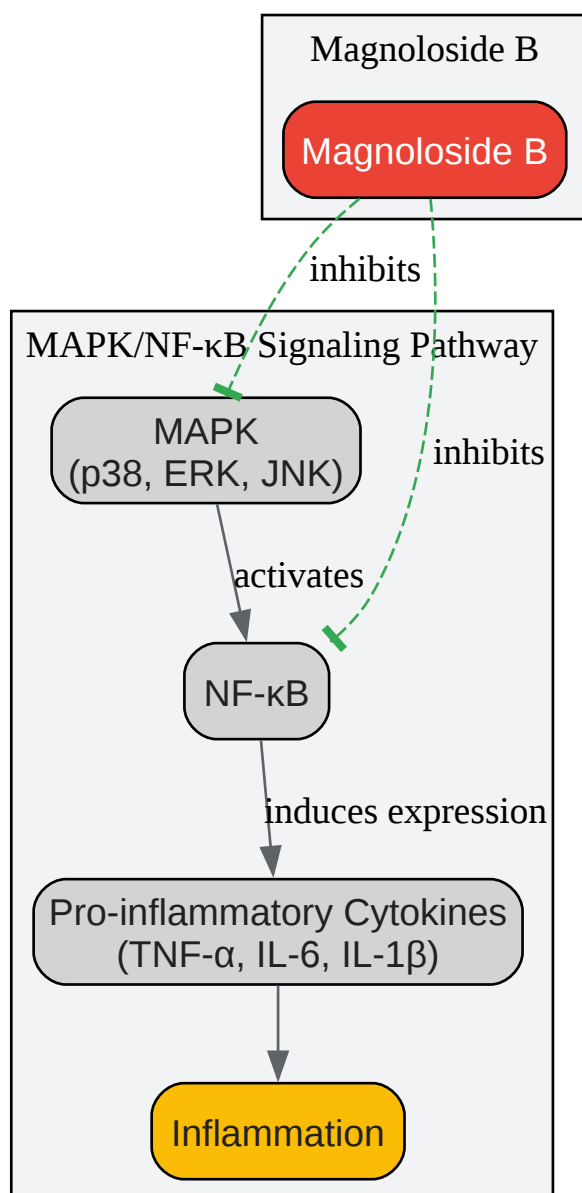 Magnoloside B
Magnoloside B
inhibits
MAPK/NF-κB Signaling Pathway
MAPK
(p38, ERK, JNK)
inhibits
activates
NF-κB
induces expression
Pro-inflammatory Cytokines
(TNF-α, IL-6, IL-1β)
Inflammation